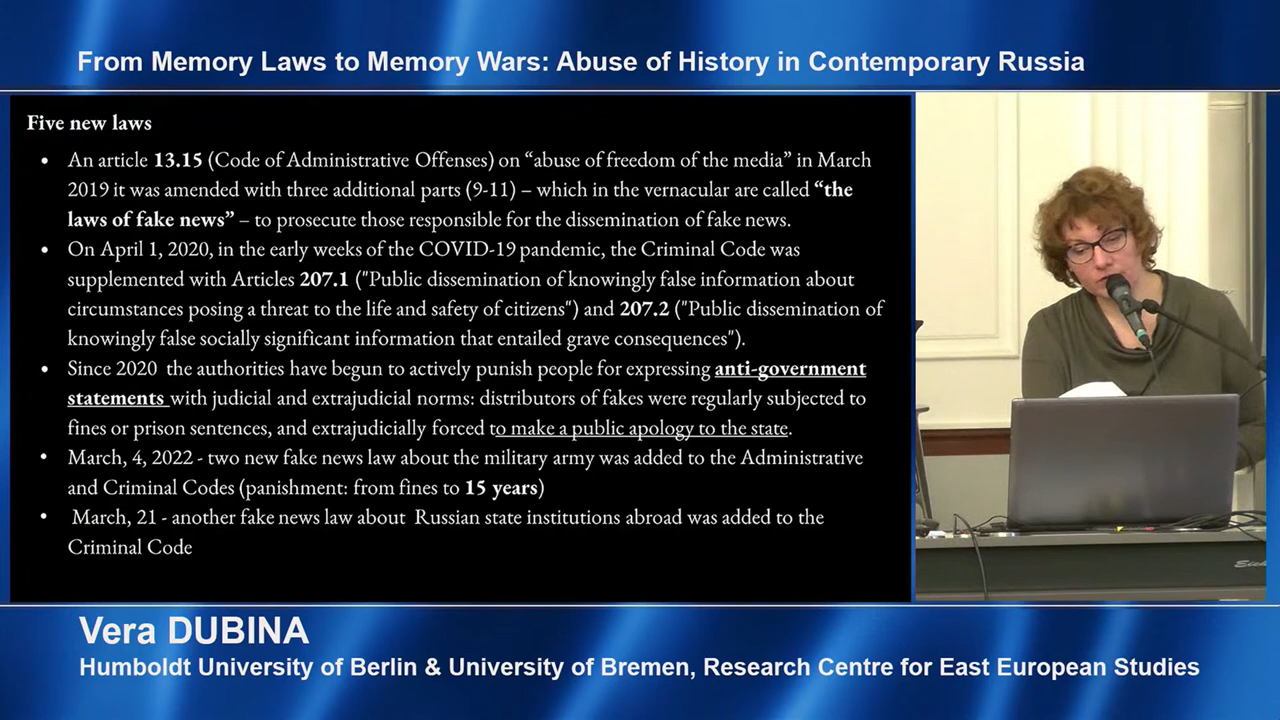 From Memory Laws to Memory Wars: Abuse of History in Contemporary Russia
Five new laws
• An article 13.15 (Code of Administrative Offenses) on “abuse of freedom of the media” in March
2019 it was amended with three additional parts (9-11) – which in the vernacular are called “the
laws of fake news” – to prosecute those responsible for the dissemination of fake news.
• On April 1, 2020, in the early weeks of the COVID-19 pandemic, the Criminal Code was
supplemented with Articles 207.1 ("Public dissemination of knowingly false information about
circumstances posing a threat to the life and safety of citizens") and 207.2 ("Public dissemination of
knowingly false socially significant information that entailed grave consequences").
• Since 2020 the authorities have begun to actively punish people for expressing anti-government
statements with judicial and extrajudicial norms: distributors of fakes were regularly subjected to
fines or prison sentences, and extrajudicially forced to make a public apology to the state.
• March, 4, 2022 - two new fake news law about the military army was added to the Administrative
and Criminal Codes (panishment: from fines to 15 years)
• March, 21 - another fake news law about Russian state institutions abroad was added to the
Criminal Code
Vera DUBINA
Humboldt University of Berlin & University of Bremen, Research Centre for East European Studies